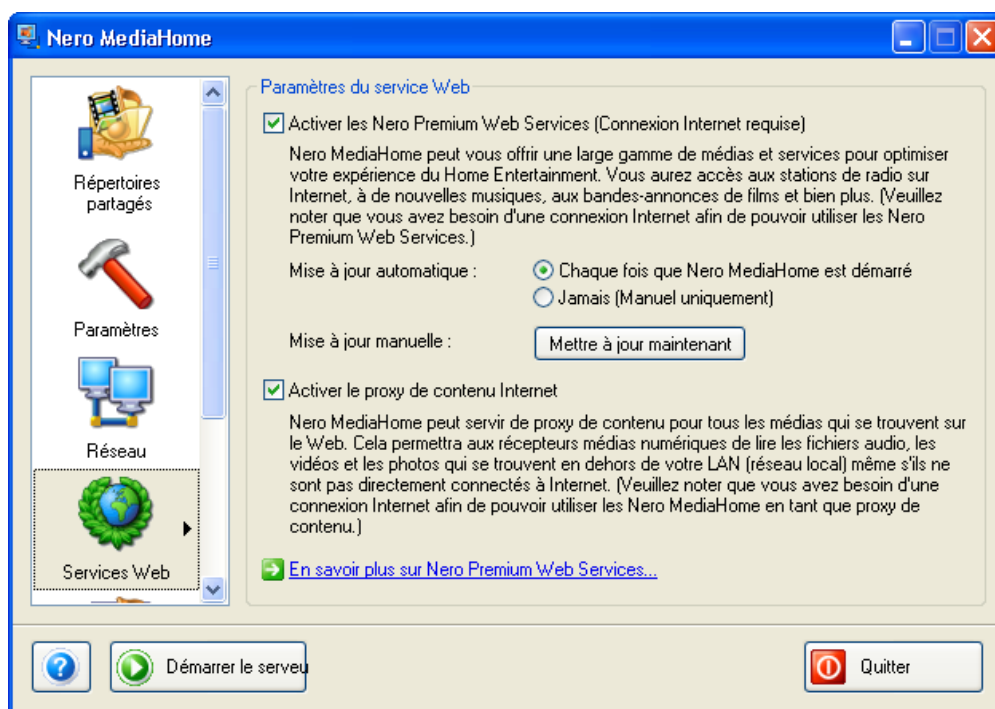 Nero MediaHome
Répertoires
partagés
Paramètres
Réseau
Services Web
Paramètres du service Web
Activer les Nero Premium Web Services (Connexion Internet requise)
Nero MediaHome peut vous offrir une large gamme de médias et services pour optimiser
votre expérience du Home Entertainment. Vous aurez accès aux stations de radio sur
Internet, à de nouvelles musiques, aux bandes-annonces de films et bien plus. (Veuillez
noter que vous avez besoin d'une connexion Internet afin de pouvoir utiliser les Nero
Premium Web Services.)
Mise à jour automatique :
Chaque fois que Nero MediaHome est démarré
Jamais (Manuel uniquement)
Mise à jour manuelle :
Mettre à jour maintenant
Activer le proxy de contenu Internet
Nero MediaHome peut servir de proxy de contenu pour tous les médias qui se trouvent sur
le Web. Cela permettra aux récepteurs médias numériques de lire les fichiers audio, les
vidéos et les photos qui se trouvent en dehors de votre LAN (réseau local) même s'ils ne
sont pas directement connectés à Internet. (Veuillez noter que vous avez besoin d'une
connexion Internet afin de pouvoir utiliser les Nero MediaHome en tant que proxy de
contenu.)
En savoir plus sur Nero Premium Web Services...
Démarrer le serveu
Quitter